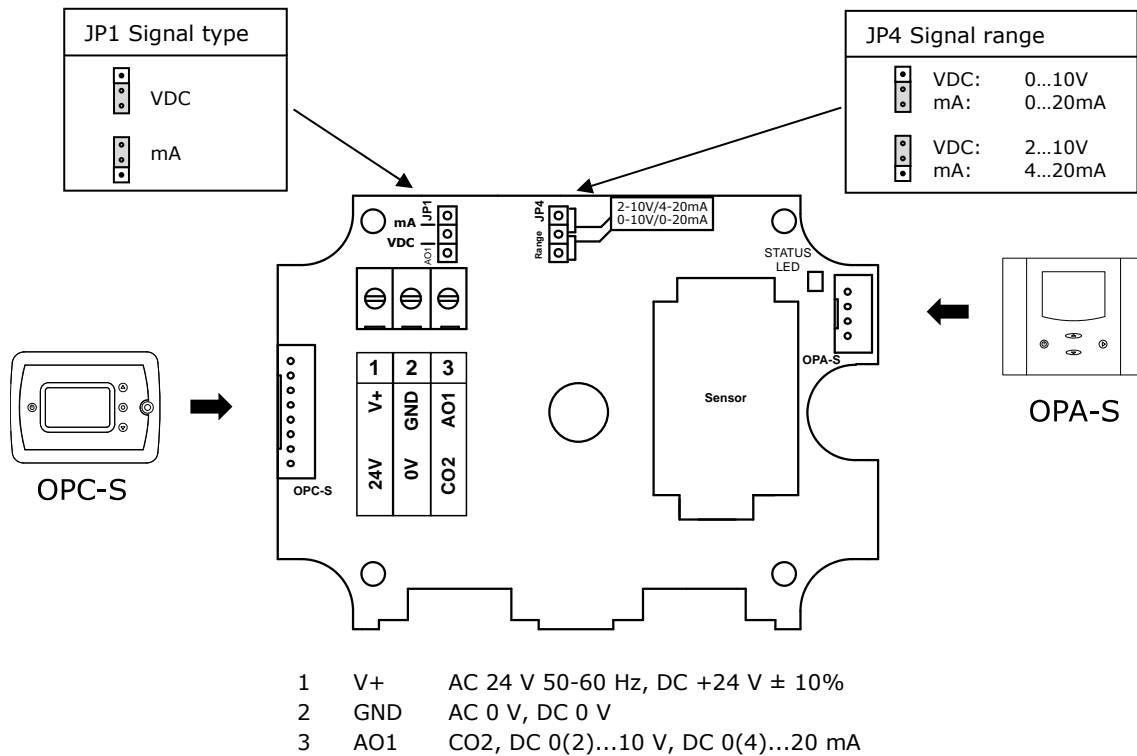 JP1 Signal type
VDC
mA
JP4 Signal range
VDC: 0...10V
mA: 0...20mA
VDC: 2...10V
mA: 4...20mA
JP1
mA
VDC
AO1
JP4
Range
2-10V/4-20mA
0-10V/0-20mA
STATUS
LED
OPA-S
Sensor
1 2 3
V+ GND AO1
24V 0V CO2
OPC-S
OPC-S
OPA-S
1 V+ AC 24 V 50-60 Hz, DC +24 V ± 10%
2 GND AC 0 V, DC 0 V
3 AO1 CO2, DC 0(2)...10 V, DC 0(4)...20 mA